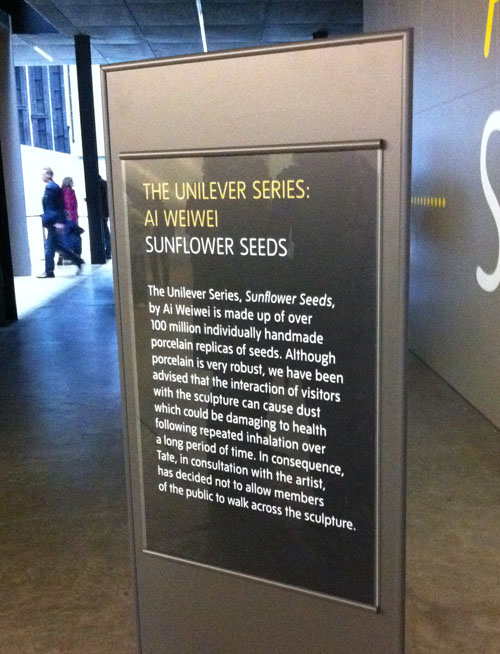 THE UNILEVER SERIES:
AI WEIWEI
SUNFLOWER SEEDS
The Unilever Series, Sunflower Seeds,
by Ai Weiwei is made up of over
100 million individually handmade
porcelain replicas of seeds. Although
porcelain is very robust, we have been
advised that the interaction of visitors
with the sculpture can cause dust
which could be damaging to health
following repeated inhalation over
a long period of time. In consequence,
Tate, in consultation with the artist,
has decided not to allow members
of the public to walk across the sculpture.